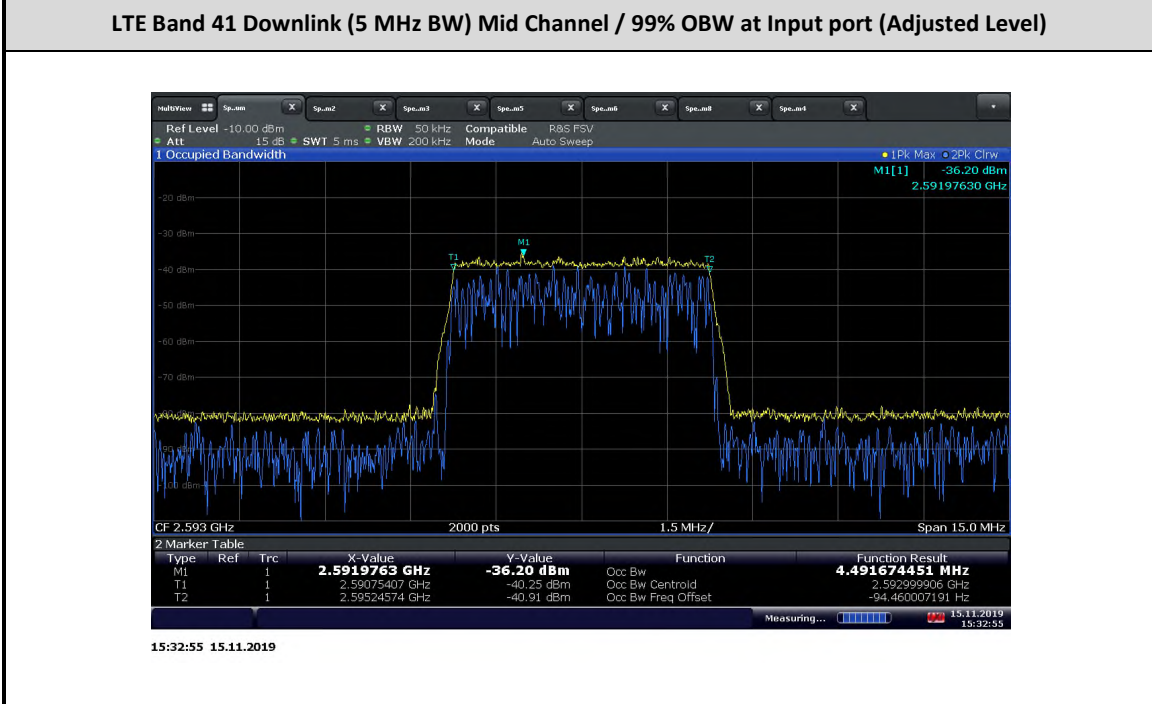 LTE Band 41 Downlink (5 MHz BW) Mid Channel / 99% OBW at Input port (Adjusted Level)
MultiView Sp..um X Sp..m2 X Spe..m3 X Spe..m5 X Spe..m6 X Spe..m8 X Spe..m4 X
Ref Level -10.00 dBm RBW 50 kHz Compatible R&S FSV
Att 15 dB SWT 5 ms VBW 200 kHz Mode Auto Sweep
1 Occupied Bandwidth 1Pk Max 2Pk Clrw
M1[1] -36.20 dBm
2.59197630 GHz
-20 dBm
-30 dBm
M1
T1 T2
-40 dBm
-50 dBm
-60 dBm
-70 dBm
CF 2.593 GHz 2000 pts 1.5 MHz/ Span 15.0 MHz
2 Marker Table
Type Ref Trc X-Value Y-Value Function Function Result
M1 1 2.5919763 GHz -36.20 dBm Occ Bw 4.491674451 MHz
T1 1 2.59075407 GHz -40.25 dBm Occ Bw Centroid 2.592999906 GHz
T2 1 2.59524574 GHz -40.91 dBm Occ Bw Freq Offset -94.460007191 Hz
Measuring... 15.11.2019
15:32:55
15:32:55 15.11.2019